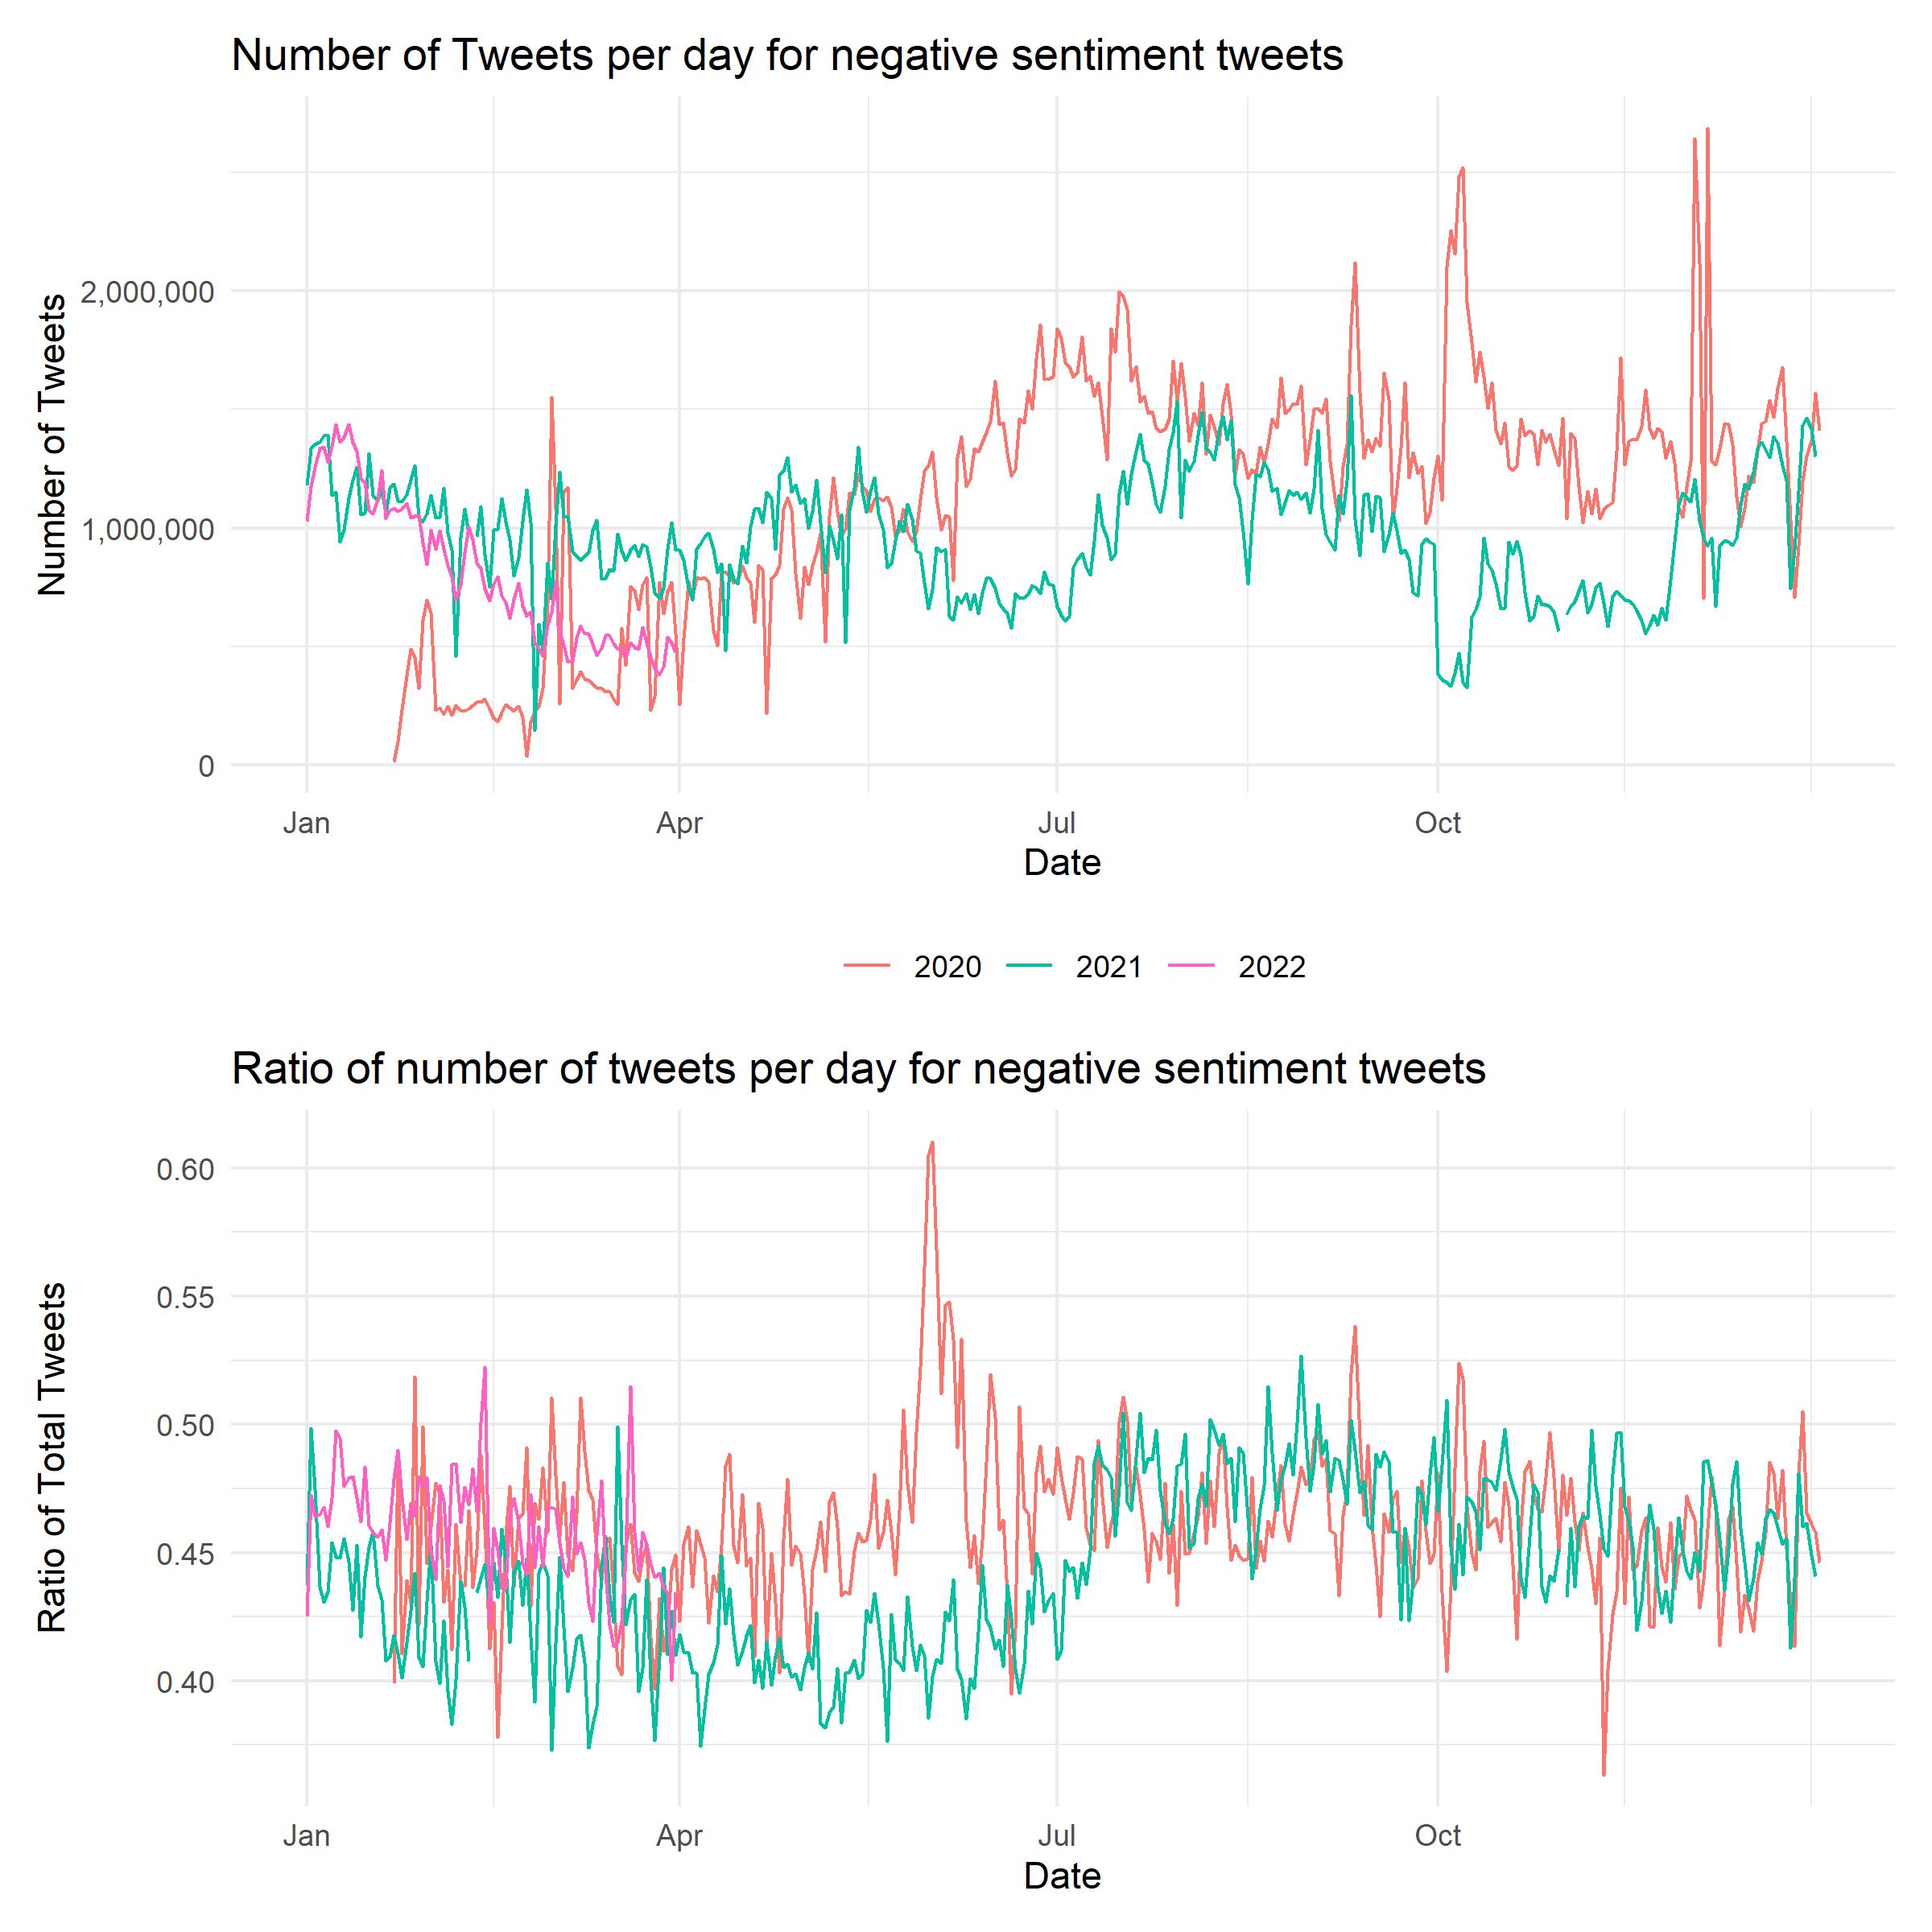 Number of Tweets per day for negative sentiment tweets
Number of Tweets
2,000,000
1,000,000
0
Jan Apr Jul Oct
Date
2020 2021 2022
Ratio of number of tweets per day for negative sentiment tweets
Ratio of Total Tweets
0.60
0.55
0.50
0.45
0.40
Jan Apr Jul Oct
Date